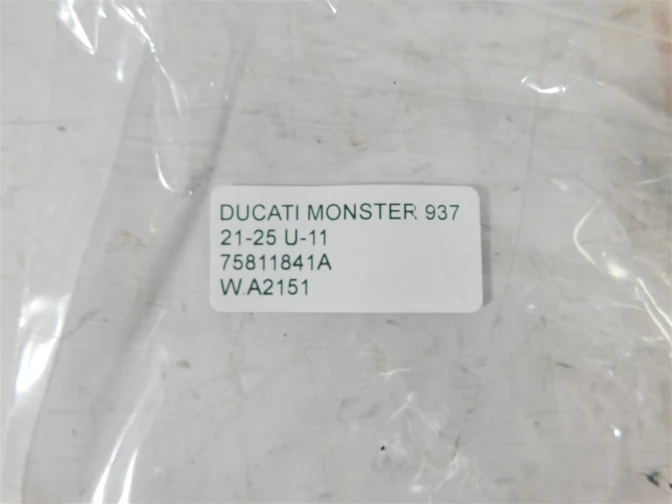 DUCATI MONSTER 937
21-25 U-11
75811841A
W.A2151